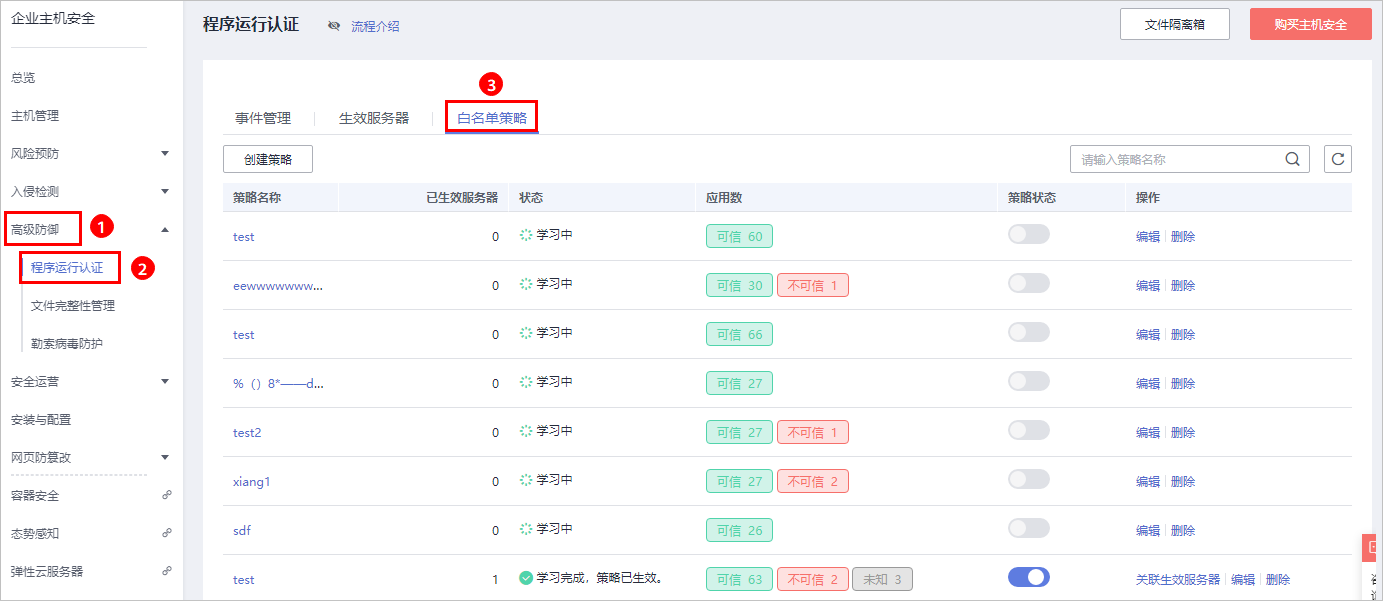 企业主机安全
总览
主机管理
风险预防
入侵检测
高级防御
1
程序运行认证
2
文件完整性管理
勒索病毒防护
安全运营
安装与配置
网页防篡改
容器安全
态势感知
弹性云服务器
程序运行认证 流程介绍
文件隔离箱 购买主机安全
3
事件管理 生效服务器 白名单策略
创建策略 请输入策略名称
策略名称 已生效服务器 状态 应用数 策略状态 操作
test 0 学习中 可信 60 编辑 删除
eewwwwwww... 0 学习中 可信 30 不可信 1 编辑 删除
test 0 学习中 可信 66 编辑 删除
%（）8*——d... 0 学习中 可信 27 编辑 删除
test2 0 学习中 可信 27 不可信 1 编辑 删除
xiang1 0 学习中 可信 27 不可信 2 编辑 删除
sdf 0 学习中 可信 26 编辑 删除
test 1 学习完成，策略已生效。 可信 63 不可信 2 未知 3 关联生效服务器 编辑 删除